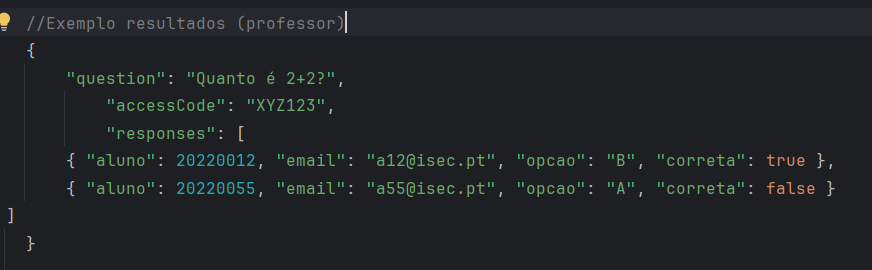 //Exemplo resultados (professor)
{
"question": "Quanto é 2+2?",
"accessCode": "XYZ123",
"responses": [
{ "aluno": 20220012, "email": "a12@isec.pt", "opcao": "B", "correta": true },
{ "aluno": 20220055, "email": "a55@isec.pt", "opcao": "A", "correta": false }
]
}